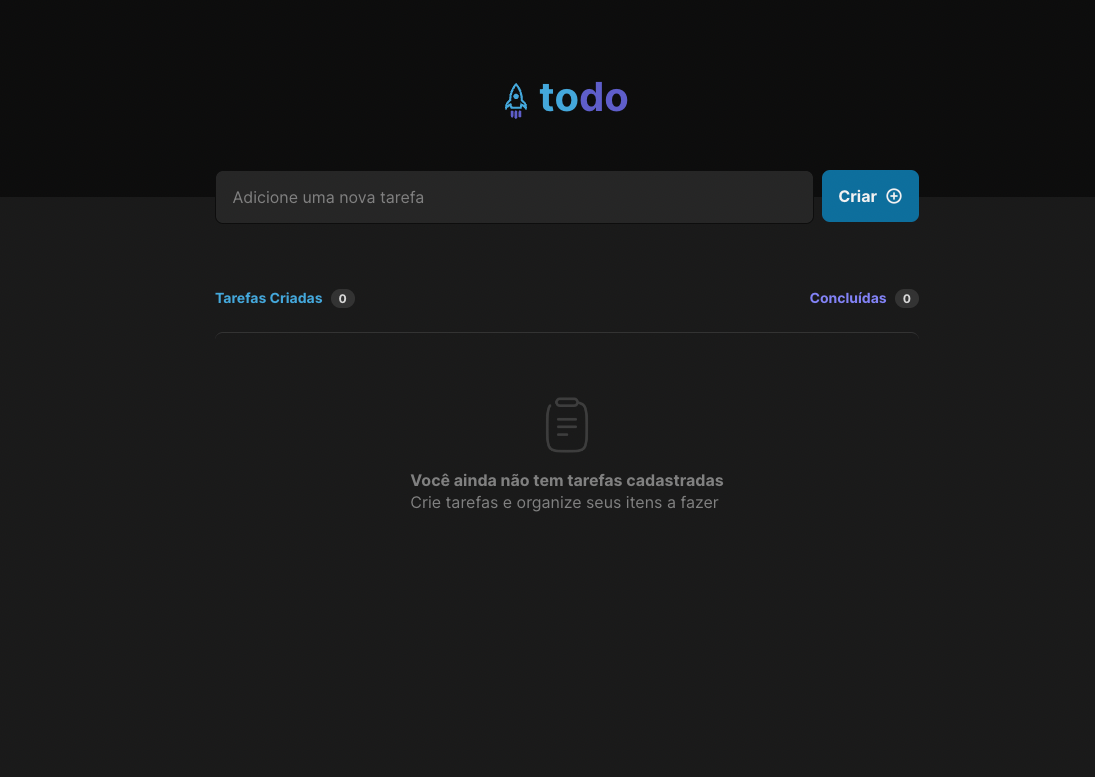 todo
Adicione uma nova tarefa
Criar
Tarefas Criadas 0
Concluídas 0
Você ainda não tem tarefas cadastradas
Crie tarefas e organize seus itens a fazer